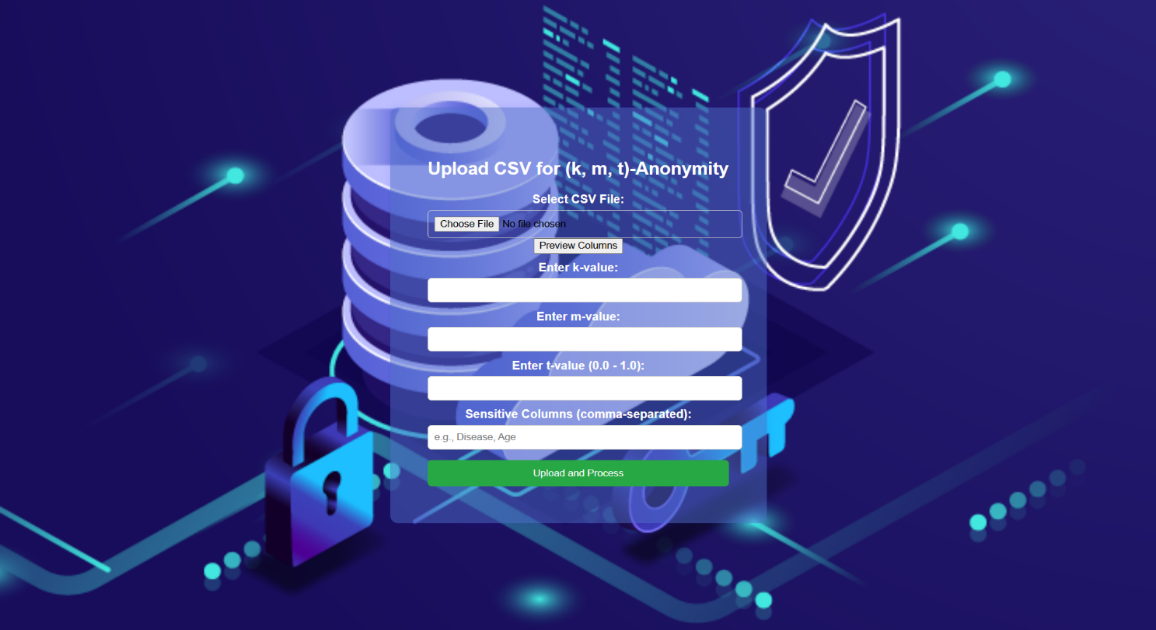 Upload CSV for (k, m, t)-Anonymity
Select CSV File:
Choose File No file chosen
Preview Columns
Enter k-value:
Enter m-value:
Enter t-value (0.0 - 1.0):
Sensitive Columns (comma-separated):
e.g., Disease, Age
Upload and Process